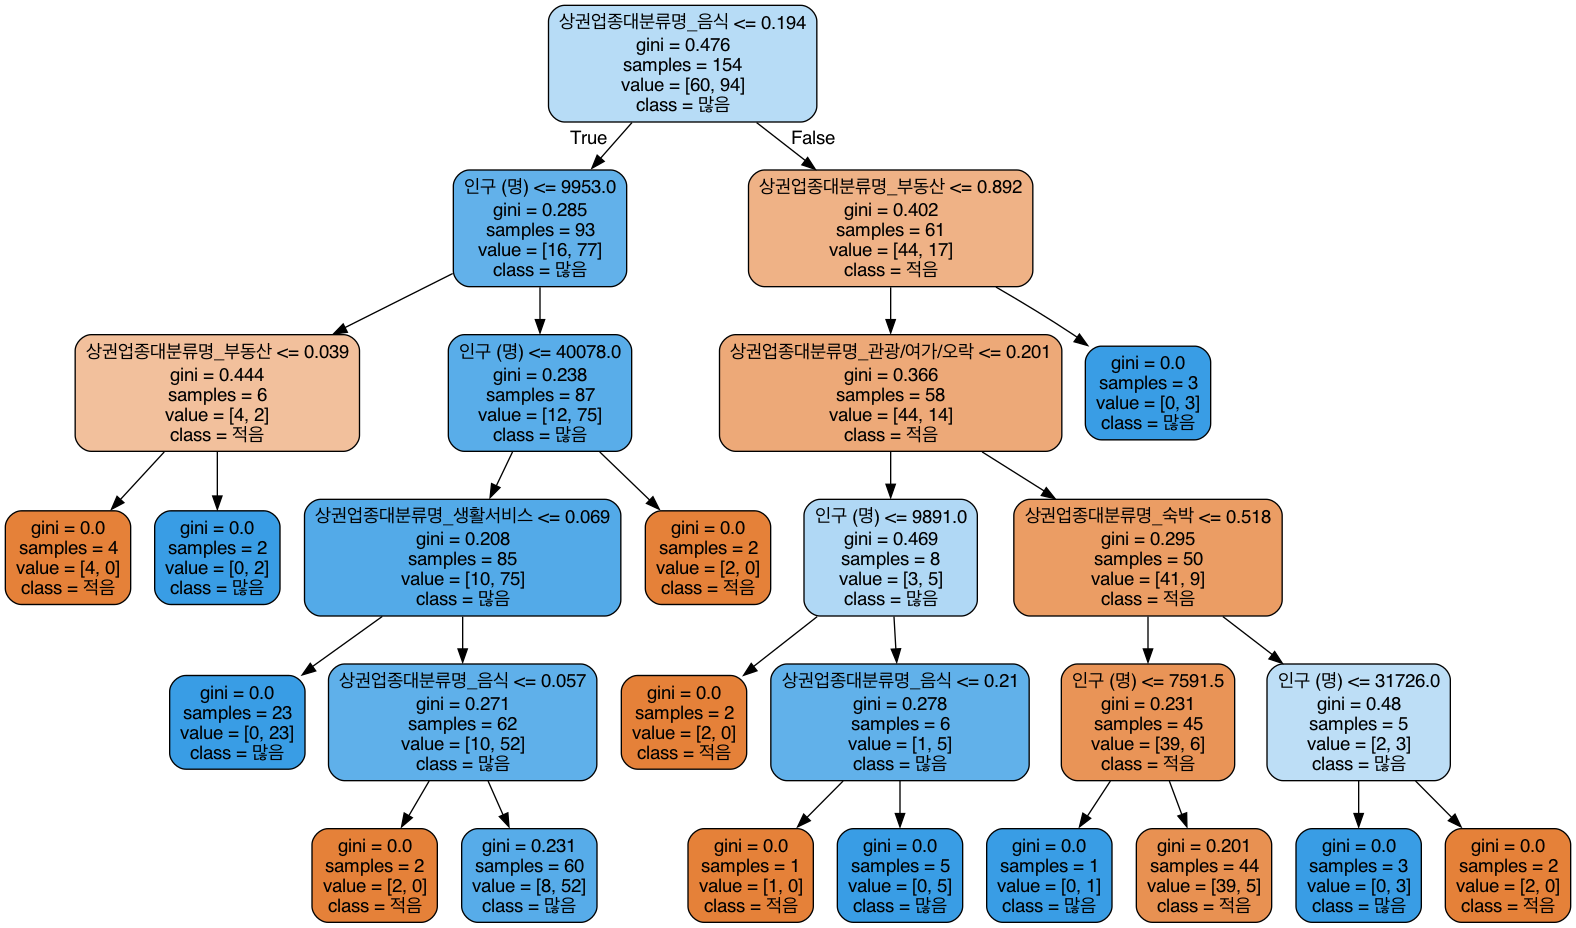 상권업종대분류명_음식 <= 0.194
gini = 0.476
samples = 154
value = [60, 94]
class = 많음
True
False
인구 (명) <= 9953.0
gini = 0.285
samples = 93
value = [16, 77]
class = 많음
상권업종대분류명_부동산 <= 0.892
gini = 0.402
samples = 61
value = [44, 17]
class = 적음
상권업종대분류명_부동산 <= 0.039
gini = 0.444
samples = 6
value = [4, 2]
class = 적음
인구 (명) <= 40078.0
gini = 0.238
samples = 87
value = [12, 75]
class = 많음
상권업종대분류명_관광/여가/오락 <= 0.201
gini = 0.366
samples = 58
value = [44, 14]
class = 적음
gini = 0.0
samples = 3
value = [0, 3]
class = 많음
gini = 0.0
samples = 4
value = [4, 0]
class = 적음
gini = 0.0
samples = 2
value = [0, 2]
class = 많음
상권업종대분류명_생활서비스 <= 0.069
gini = 0.208
samples = 85
value = [10, 75]
class = 많음
gini = 0.0
samples = 2
value = [2, 0]
class = 적음
인구 (명) <= 9891.0
gini = 0.469
samples = 8
value = [3, 5]
class = 많음
상권업종대분류명_숙박 <= 0.518
gini = 0.295
samples = 50
value = [41, 9]
class = 적음
gini = 0.0
samples = 23
value = [0, 23]
class = 많음
상권업종대분류명_음식 <= 0.057
gini = 0.271
samples = 62
value = [10, 52]
class = 많음
gini = 0.0
samples = 2
value = [2, 0]
class = 적음
상권업종대분류명_음식 <= 0.21
gini = 0.278
samples = 6
value = [1, 5]
class = 많음
인구 (명) <= 7591.5
gini = 0.231
samples = 45
value = [39, 6]
class = 적음
인구 (명) <= 31726.0
gini = 0.48
samples = 5
value = [2, 3]
class = 많음
gini = 0.0
samples = 2
value = [2, 0]
class = 적음
gini = 0.231
samples = 60
value = [8, 52]
class = 많음
gini = 0.0
samples = 1
value = [1, 0]
class = 적음
gini = 0.0
samples = 5
value = [0, 5]
class = 많음
gini = 0.0
samples = 1
value = [0, 1]
class = 많음
gini = 0.201
samples = 44
value = [39, 5]
class = 적음
gini = 0.0
samples = 3
value = [0, 3]
class = 많음
gini = 0.0
samples = 2
value = [2, 0]
class = 적음